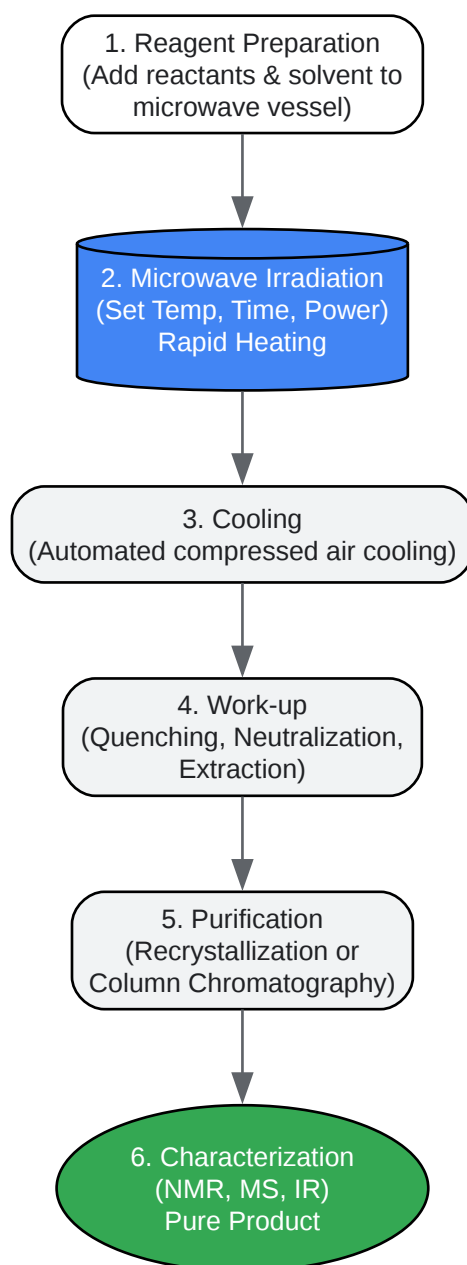 1. Reagent Preparation
(Add reactants & solvent to
microwave vessel)
2. Microwave Irradiation
(Set Temp, Time, Power)
Rapid Heating
3. Cooling
(Automated compressed air cooling)
4. Work-up
(Quenching, Neutralization,
Extraction)
5. Purification
(Recrystallization or
Column Chromatography)
6. Characterization
(NMR, MS, IR)
Pure Product